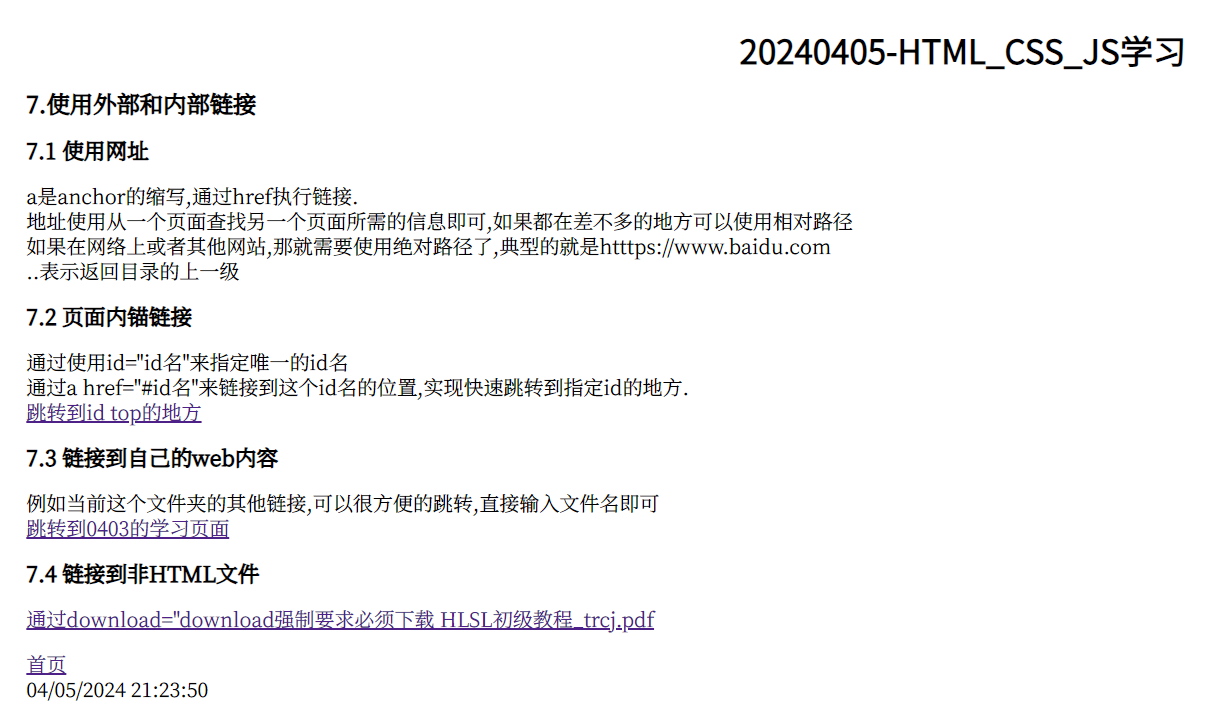 20240405-HTML_CSS_JS学习
7.使用外部和内部链接
7.1 使用网址
a是anchor的缩写,通过href执行链接.
地址使用从一个页面查找另一个页面所需的信息即可,如果都在差不多的地方可以使用相对路径
如果在网络上或者其他网站,那就需要使用绝对路径了,典型的就是htttps://www.baidu.com
..表示返回目录的上一级
7.2 页面内锚链接
通过使用id="id名"来指定唯一的id名
通过a href="#id名"来链接到这个id名的位置,实现快速跳转到指定id的地方.
跳转到id top的地方
7.3 链接到自己的web内容
例如当前这个文件夹的其他链接,可以很方便的跳转,直接输入文件名即可
跳转到0403的学习页面
7.4 链接到非HTML文件
通过download="download强制要求必须下载 HLSL初级教程_trcj.pdf
首页
04/05/2024 21:23:50